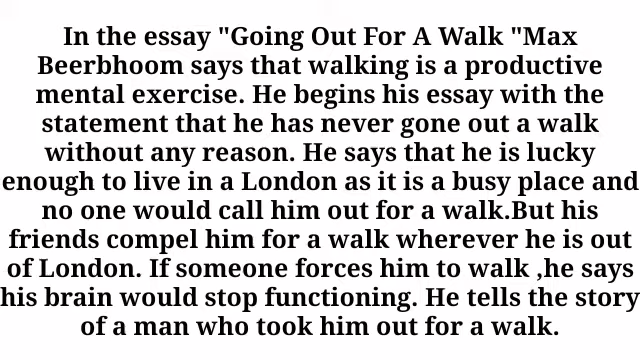 In the essay "Going Out For A Walk "Max
Beerbhoom says that walking is a productive
mental exercise. He begins his essay with the
statement that he has never gone out a walk
without any reason. He says that he is lucky
enough to live in a London as it is a busy place and
no one would call him out for a walk.But his
friends compel him for a walk wherever he is out
of London. If someone forces him to walk ,he says
his brain would stop functioning. He tells the story
of a man who took him out for a walk.